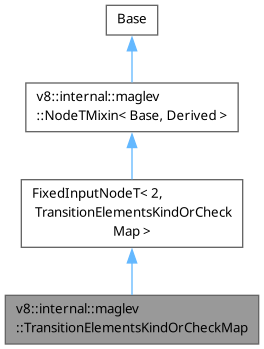 Base
v8::internal::maglev
::NodeTMixin< Base, Derived >
FixedInputNodeT< 2,
TransitionElementsKindOrCheck
Map >
v8::internal::maglev
::TransitionElementsKindOrCheckMap